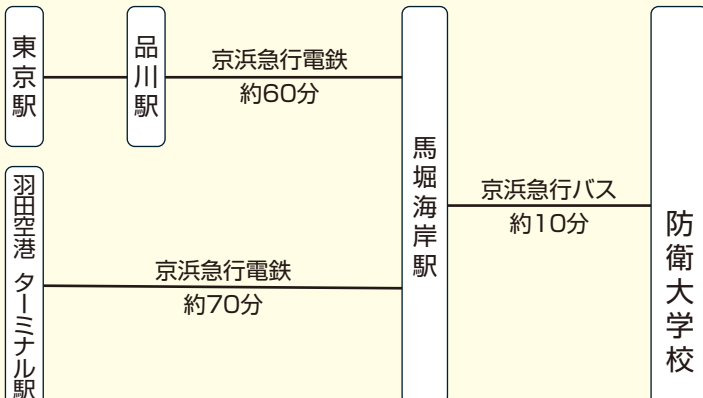 東京駅
品川駅
京浜急行電鉄
約60分
羽田空港 ターミナル駅
京浜急行電鉄
約70分
馬堀海岸駅
京浜急行バス
約10分
防衛大学校